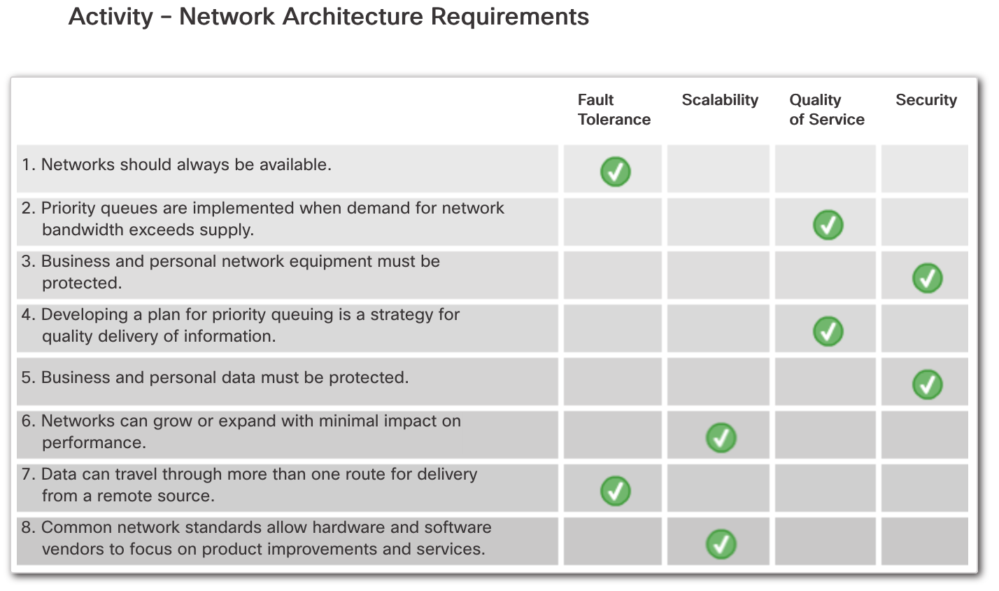 Activity – Network Architecture Requirements
Fault
Tolerance
Scalability
Quality
of Service
Security
1. Networks should always be available.
2. Priority queues are implemented when demand for network
bandwidth exceeds supply.
3. Business and personal network equipment must be
protected.
4. Developing a plan for priority queuing is a strategy for
quality delivery of information.
5. Business and personal data must be protected.
6. Networks can grow or expand with minimal impact on
performance.
7. Data can travel through more than one route for delivery
from a remote source.
8. Common network standards allow hardware and software
vendors to focus on product improvements and services.